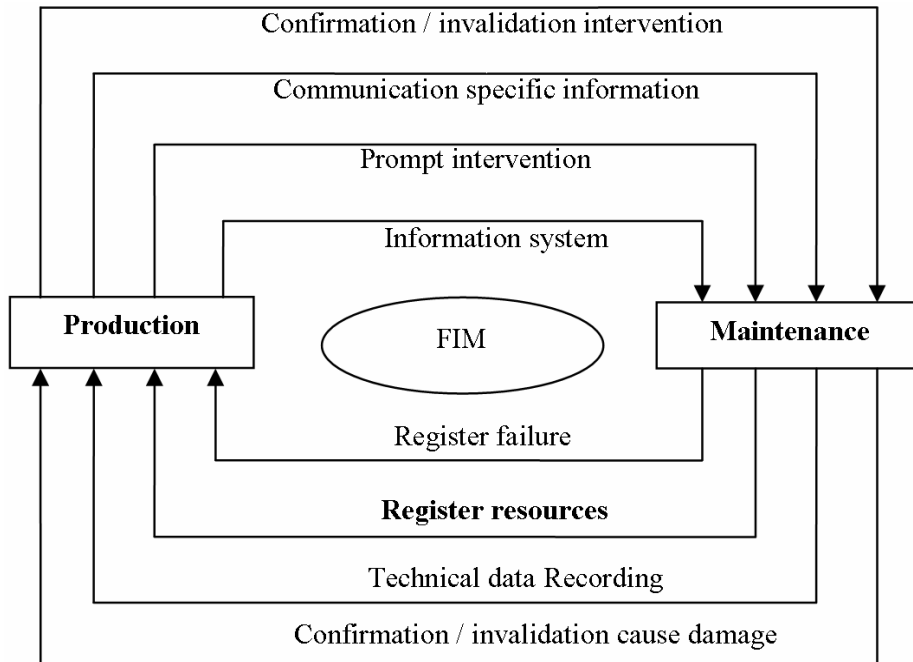 Confirmation / invalidation intervention
Communication specific information
Prompt intervention
Information system
Production
FIM
Maintenance
Register failure
Register resources
Technical data Recording
Confirmation / invalidation cause damage